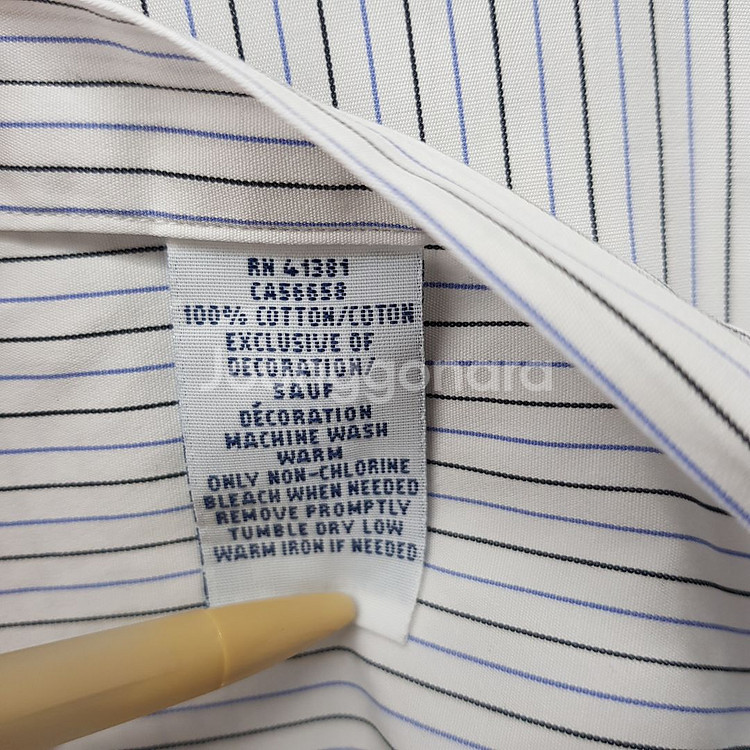 RN 41381
CA56658
100% COTTON/COTON
EXCLUSIVE OF
DECORATION/
SAUF
DÉCORATION
MACHINE WASH
WARM
ONLY NON-CHLORINE
BLEACH WHEN NEEDED
REMOVE PROMPTLY
TUMBLE DRY LOW
WARM IRON IF NEEDED
Joonggonara